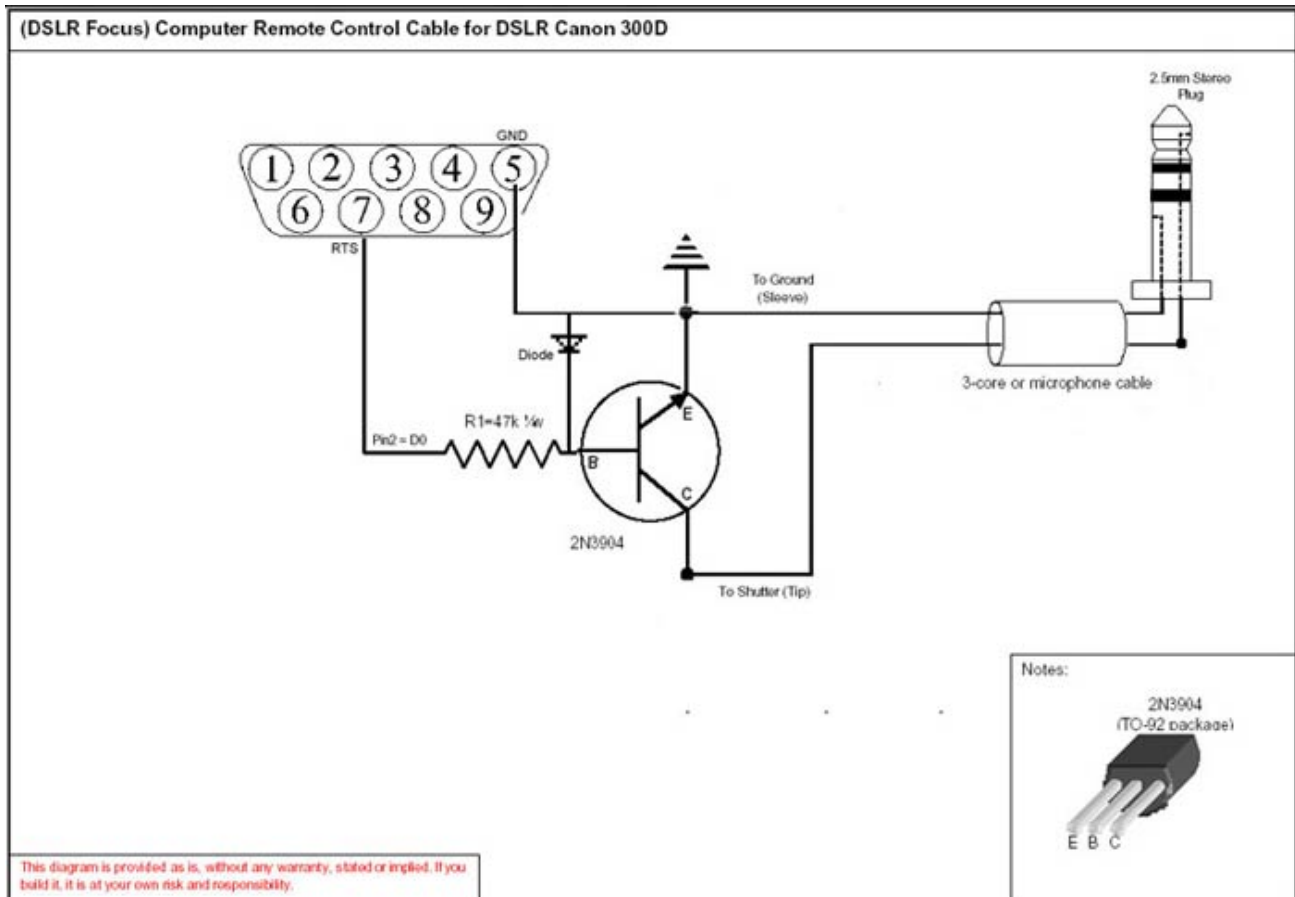 (DSLR Focus) Computer Remote Control Cable for DSLR Canon 300D
2.5mm Stereo
Plug
GND
1 2 3 4 5
6 7 8 9
RTS
To Ground
(Sleeve)
Diode
3-core or microphone cable
R1=47k ¼w
E
Pin2 = D0
B
C
2N3904
To Shutter (Tip)
Notes:
2N3904
(TO-92 package)
E B C
This diagram is provided as is, without any warranty, stated or implied. If you
build it, it is at your own risk and responsibility.